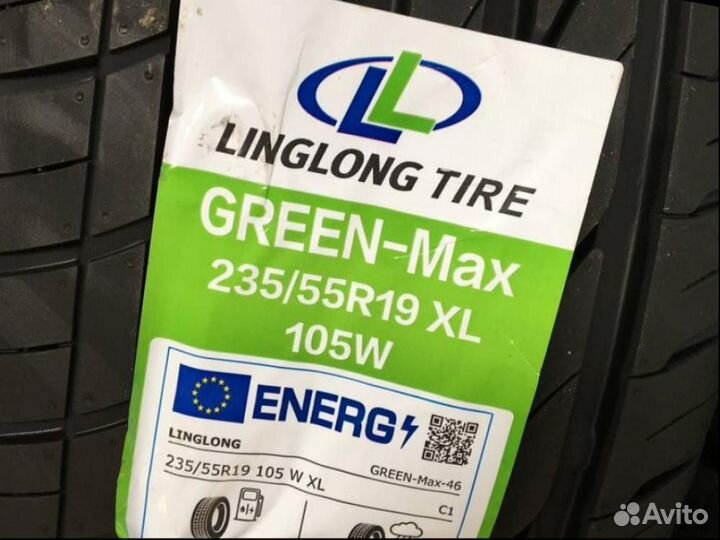 LL
LINGLONG TIRE
GREEN-Max
235/55R19 XL
105W
ENERG
LINGLONG
GREEN-Max-46
235/55R19 105 W XL
C1
Avito